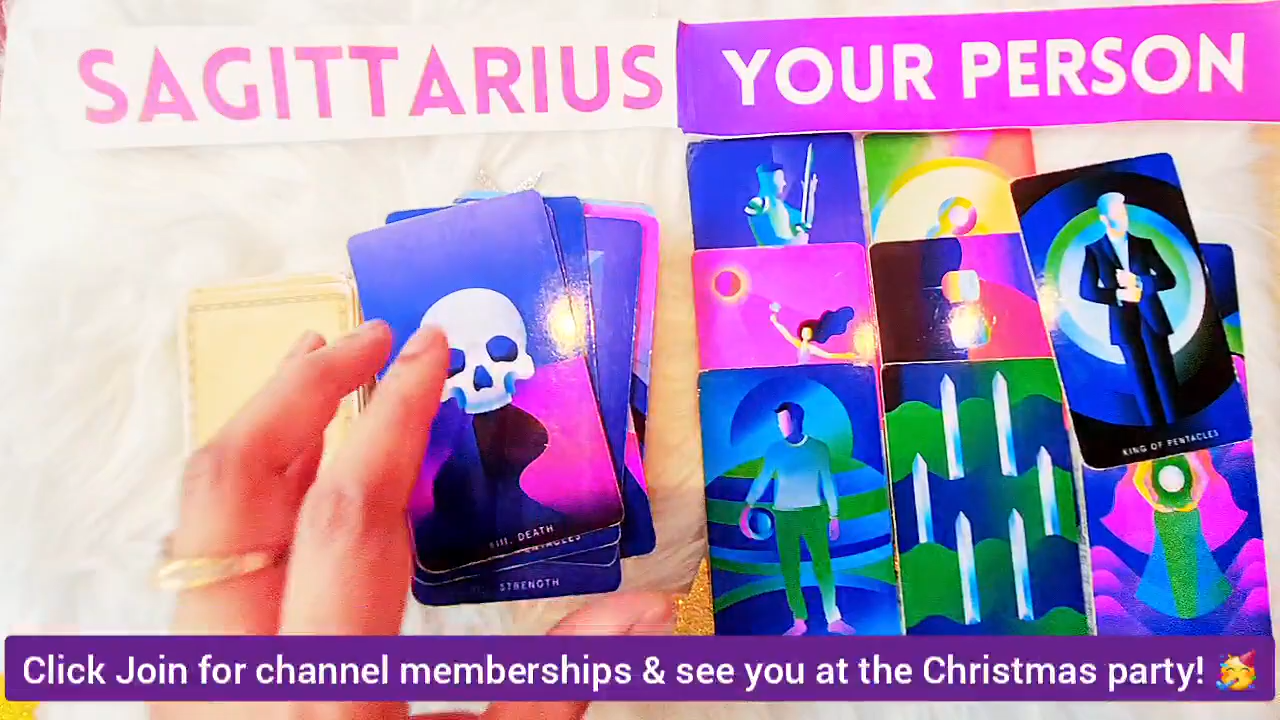 SAGITTARIUS
YOUR PERSON
KING OF PENTACLES
XIII. DEATH
PENTACLES
STRENGTH
Click Join for channel memberships & see you at the Christmas party! 🥳